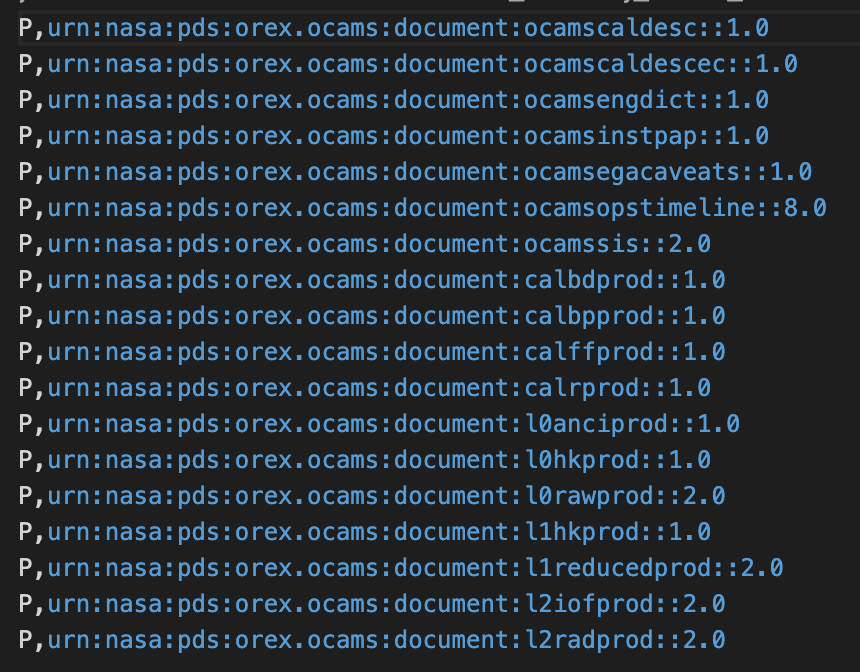 P,urn:nasa:pds:orex.ocams:document:ocamscaldesc::1.0
P,urn:nasa:pds:orex.ocams:document:ocamscaldescec::1.0
P,urn:nasa:pds:orex.ocams:document:ocamsengdict::1.0
P,urn:nasa:pds:orex.ocams:document:ocamsinstpap::1.0
P,urn:nasa:pds:orex.ocams:document:ocamsegacaveats::1.0
P,urn:nasa:pds:orex.ocams:document:ocamsopstimeline::8.0
P,urn:nasa:pds:orex.ocams:document:ocamssis::2.0
P,urn:nasa:pds:orex.ocams:document:calbdprod::1.0
P,urn:nasa:pds:orex.ocams:document:calbpprod::1.0
P,urn:nasa:pds:orex.ocams:document:calffprod::1.0
P,urn:nasa:pds:orex.ocams:document:calrprod::1.0
P,urn:nasa:pds:orex.ocams:document:l0anciprod::1.0
P,urn:nasa:pds:orex.ocams:document:l0hkprod::1.0
P,urn:nasa:pds:orex.ocams:document:l0rawprod::2.0
P,urn:nasa:pds:orex.ocams:document:l1hkprod::1.0
P,urn:nasa:pds:orex.ocams:document:l1reducedprod::2.0
P,urn:nasa:pds:orex.ocams:document:l2iofprod::2.0
P,urn:nasa:pds:orex.ocams:document:l2radprod::2.0